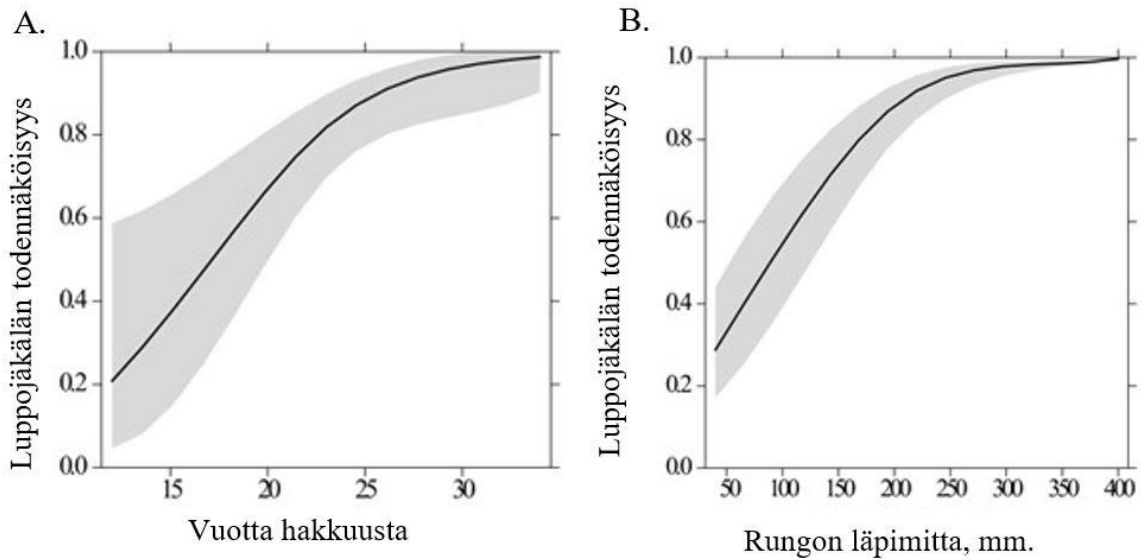 A.
Luppojäkälän todennäköisyys
1.0
0.8
0.6
0.4
0.2
0.0
15 20 25 30
Vuotta hakkuusta
B.
Luppojäkälän todennäköisyys
1.0
0.8
0.6
0.4
0.2
0.0
50 100 150 200 250 300 350 400
Rungon läpimitta, mm.